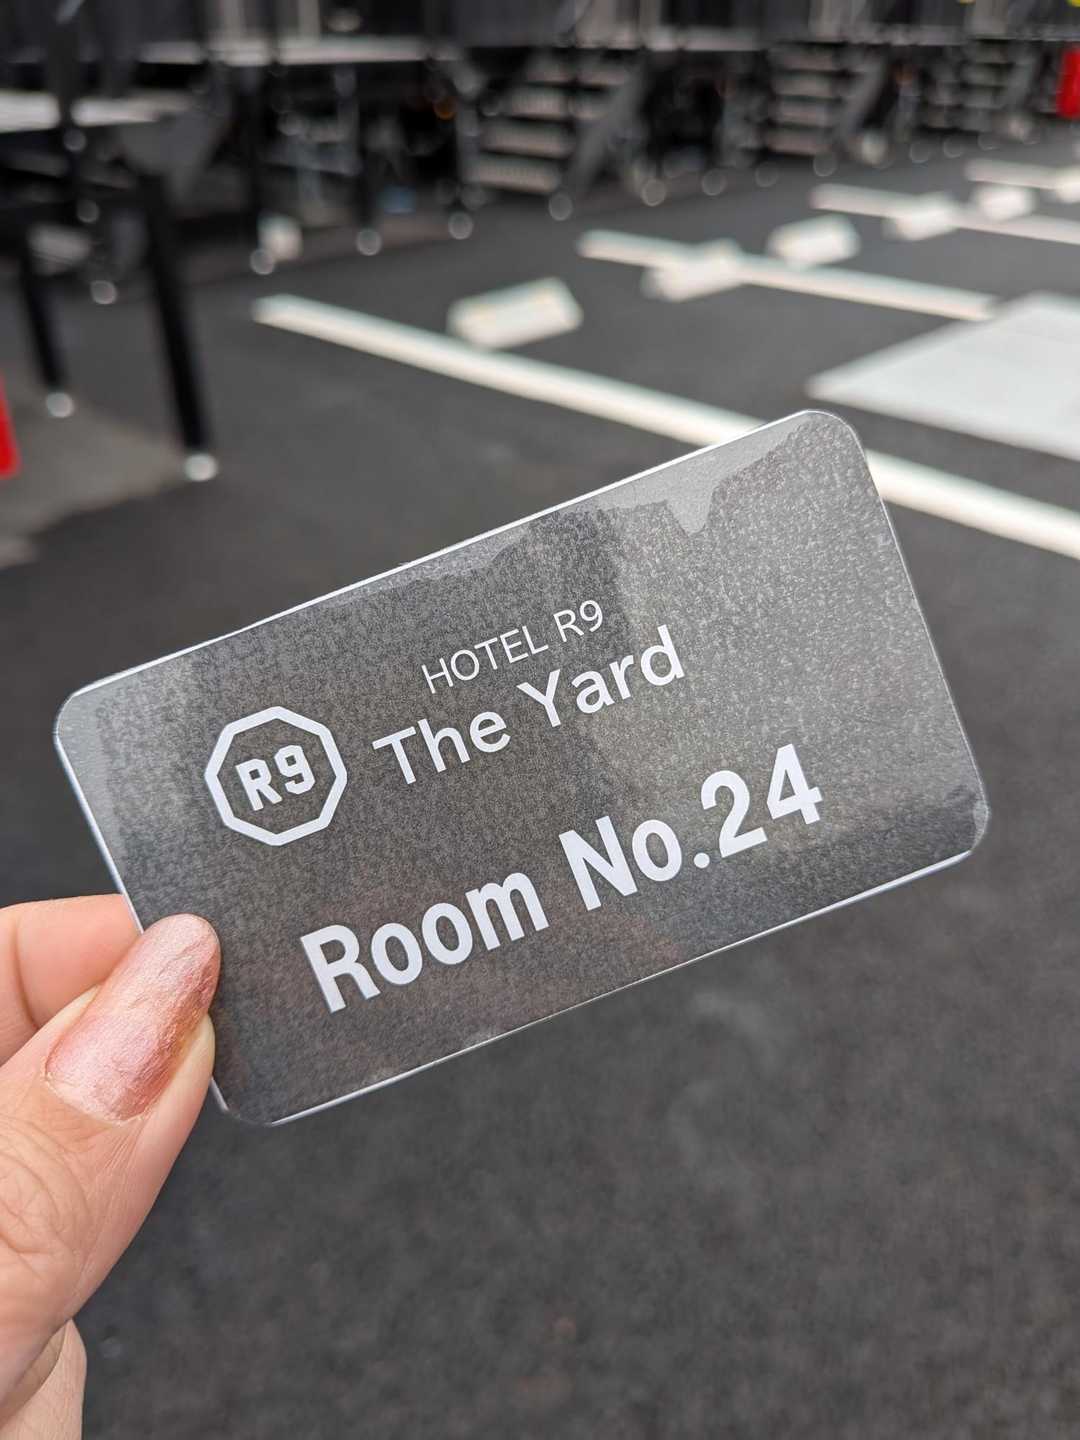 HOTEL R9
The Yard
R9
Room No.24